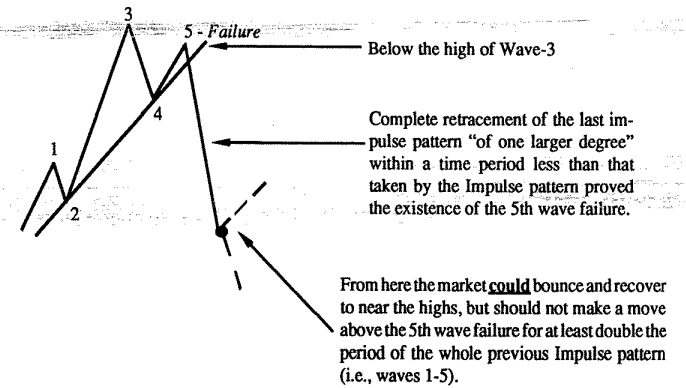 3
5 - Failure
Below the high of Wave-3
4
1
2
Complete retracement of the last im-
pulse pattern "of one larger degree"
within a time period less than that
taken by the Impulse pattern proved
the existence of the 5th wave failure.
From here the market could bounce and recover
to near the highs, but should not make a move
above the 5th wave failure for at least double the
period of the whole previous Impulse pattern
(i.e., waves 1-5).